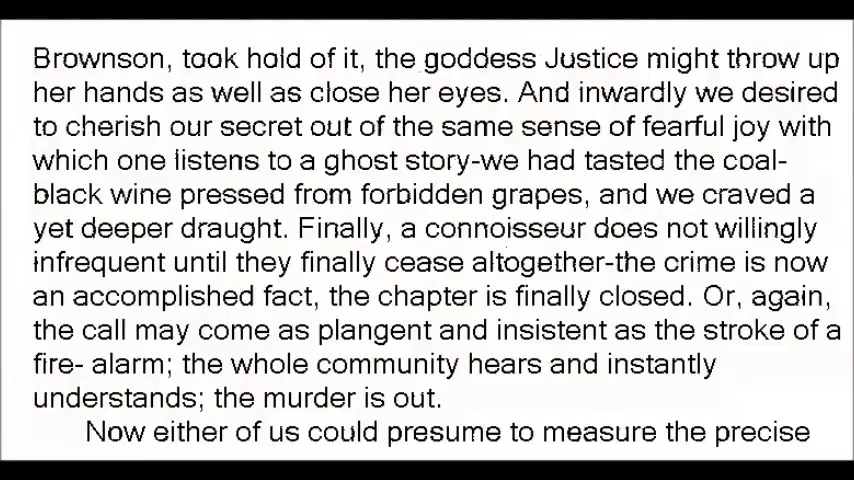 Brownson, took hold of it, the goddess Justice might throw up
her hands as well as close her eyes. And inwardly we desired
to cherish our secret out of the same sense of fearful joy with
which one listens to a ghost story-we had tasted the coal-
black wine pressed from forbidden grapes, and we craved a
yet deeper draught. Finally, a connoisseur does not willingly
infrequent until they finally cease altogether-the crime is now
an accomplished fact, the chapter is finally closed. Or, again,
the call may come as plangent and insistent as the stroke of a
fire- alarm; the whole community hears and instantly
understands; the murder is out.
Now either of us could presume to measure the precise